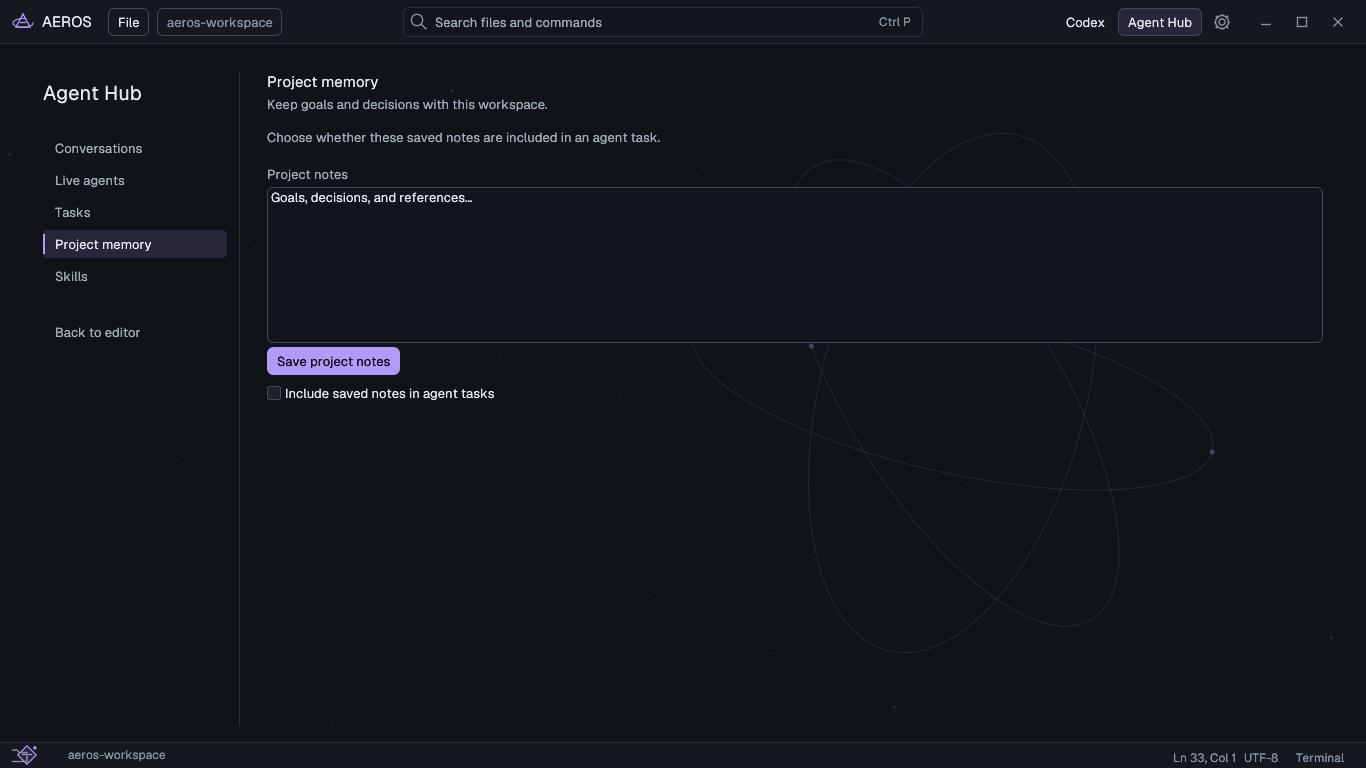 AEROS File aeros-workspace Search files and commands Ctrl P Codex Agent Hub
Agent Hub
Conversations
Live agents
Tasks
Project memory
Skills
Back to editor
Project memory
Keep goals and decisions with this workspace.
Choose whether these saved notes are included in an agent task.
Project notes
Goals, decisions, and references...
Save project notes
Include saved notes in agent tasks
aeros-workspace Ln 33, Col 1 UTF-8 Terminal